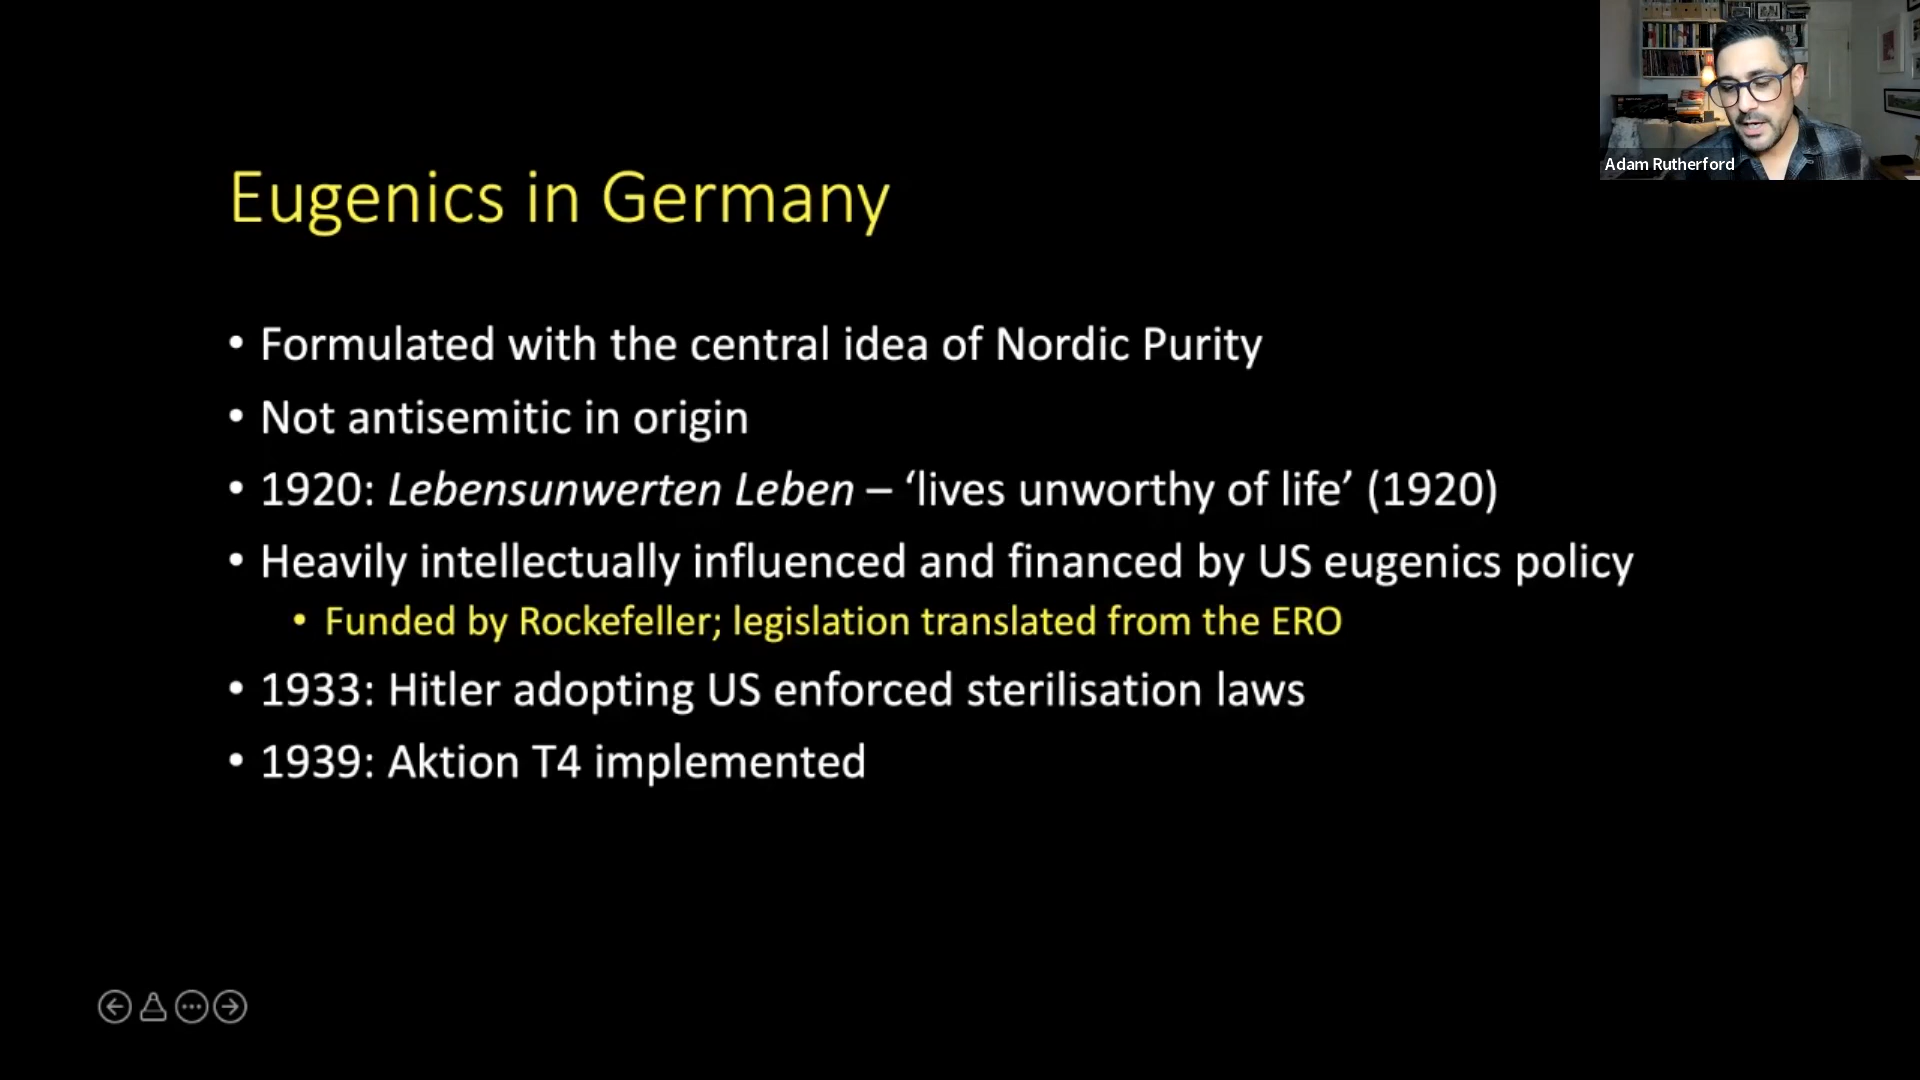 Adam Rutherford
Eugenics in Germany
• Formulated with the central idea of Nordic Purity
• Not antisemitic in origin
• 1920: Lebensunwerten Leben – ‘lives unworthy of life’ (1920)
• Heavily intellectually influenced and financed by US eugenics policy
• Funded by Rockefeller; legislation translated from the ERO
• 1933: Hitler adopting US enforced sterilisation laws
• 1939: Aktion T4 implemented